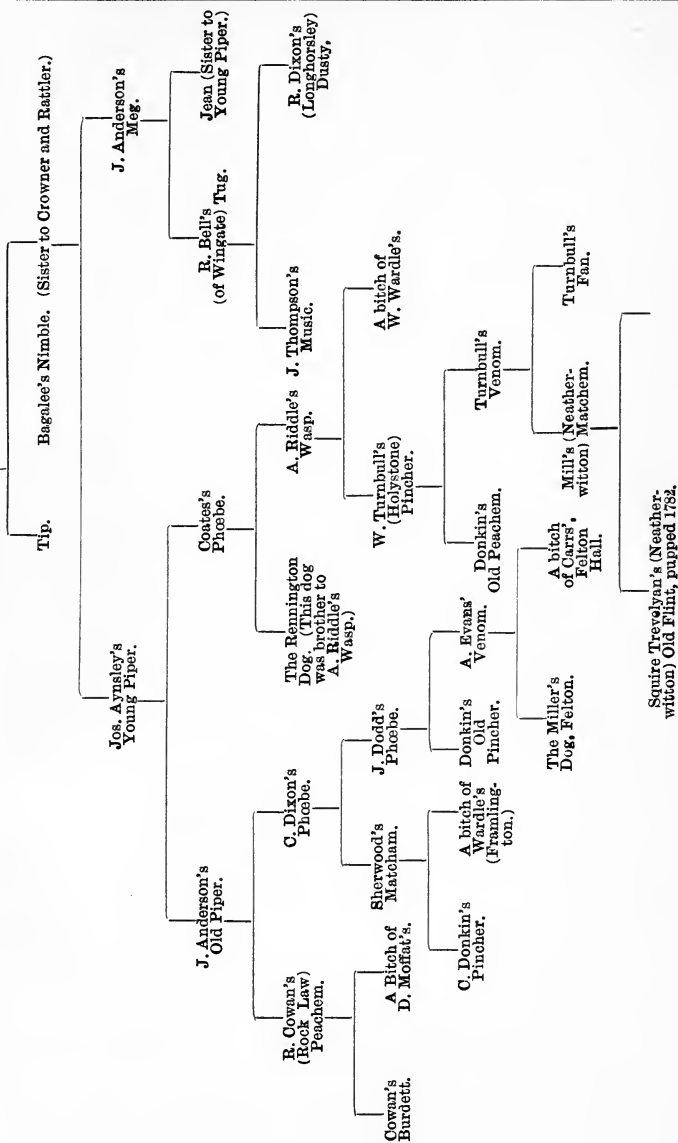 Tip.
Bagalee's Nimble. (Sister to Crowner and Rattler.)
Jos. Aynsley's
Young Piper.
J. Anderson's
Meg.
J. Anderson's
Old Piper.
Coates's
Phœbe.
R. Bell's
(of Wingate) Tug.
Jean (Sister to
Young Piper.)
R. Cowan's
(Rock Law)
Peachem.
C. Dixon's
Phœbe.
The Rennington
Dog. (This dog
was brother to
A. Riddle's
Wasp.)
A. Riddle's
Wasp.
J. Thompson's
Music.
R. Dixon's
(Longhorsley)
Dusty,
Cowan's
Burdett.
A Bitch of
D. Moffat's.
Sherwood's
Matcham.
J. Dodd's
Phœbe.
W. Turnbull's
(Holystone)
Pincher.
A bitch of
W. Wardle's.
C. Donkin's
Pincher.
A bitch of
Wardle's
(Framling-
ton.)
Donkin's
Old
Pincher.
A. Evans'
Venom.
Donkin's
Old Peachem.
Turnbull's
Venom.
The Miller's
Dog, Felton.
A bitch
of Carrs',
Felton
Hall.
Mill's (Neather-
witton) Matchem.
Turnbull's
Fan.
Squire Trevelyan's (Neather-
witton) Old Flint, pupped 1782.